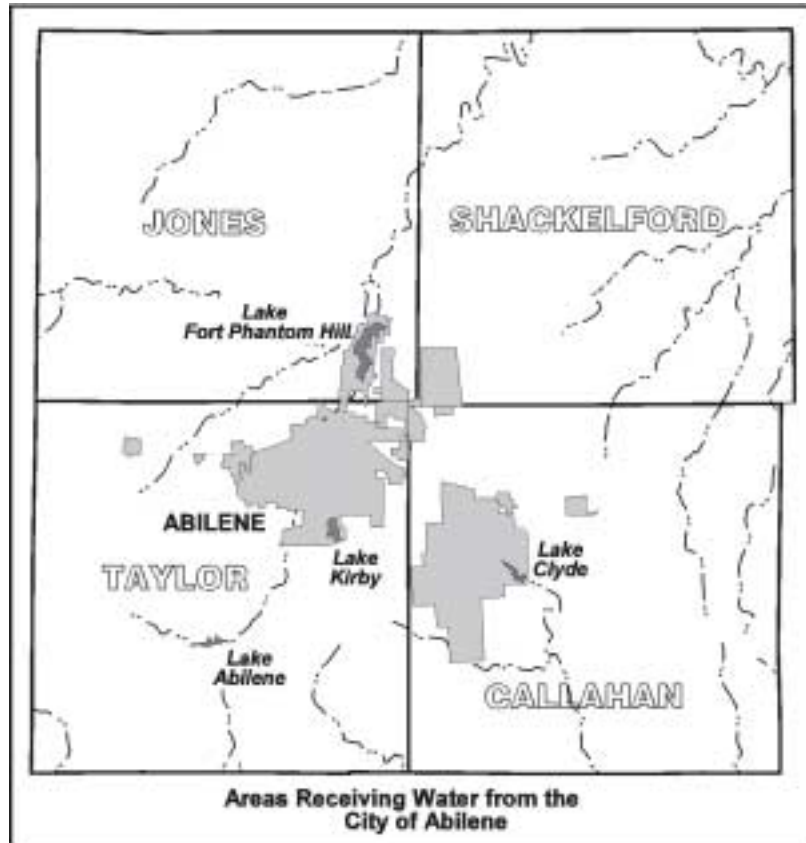 JONES
SHACKELFORD
Lake
Fort Phantom Hill
ABILENE
TAYLOR
Lake
Kirby
Lake
Clyde
Lake
Abilene
CALLAHAN
Areas Receiving Water from the
City of Abilene